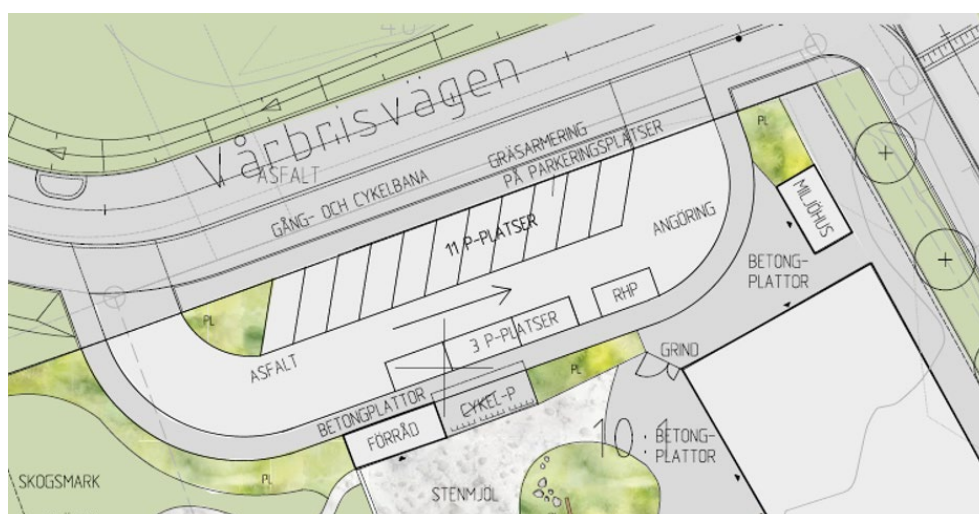 40
Vårbrisvägen
ASFALT
GÅNG- OCH CYKELBANA
GRÄSARMERING
PÅ PARKERINGSPLATSER
PL
MILJÖHUS
11 P-PLATSER
ANGÖRING
BETONG-
PLATTOR
PL
RHP
3 P-PLATSER
ASFALT
GRIND
PL
CYKEL-P
BETONGPLATTOR
FÖRRÅD
10:1
BETONG-
PLATTOR
SKOGSMARK
PL
STENMJÖL